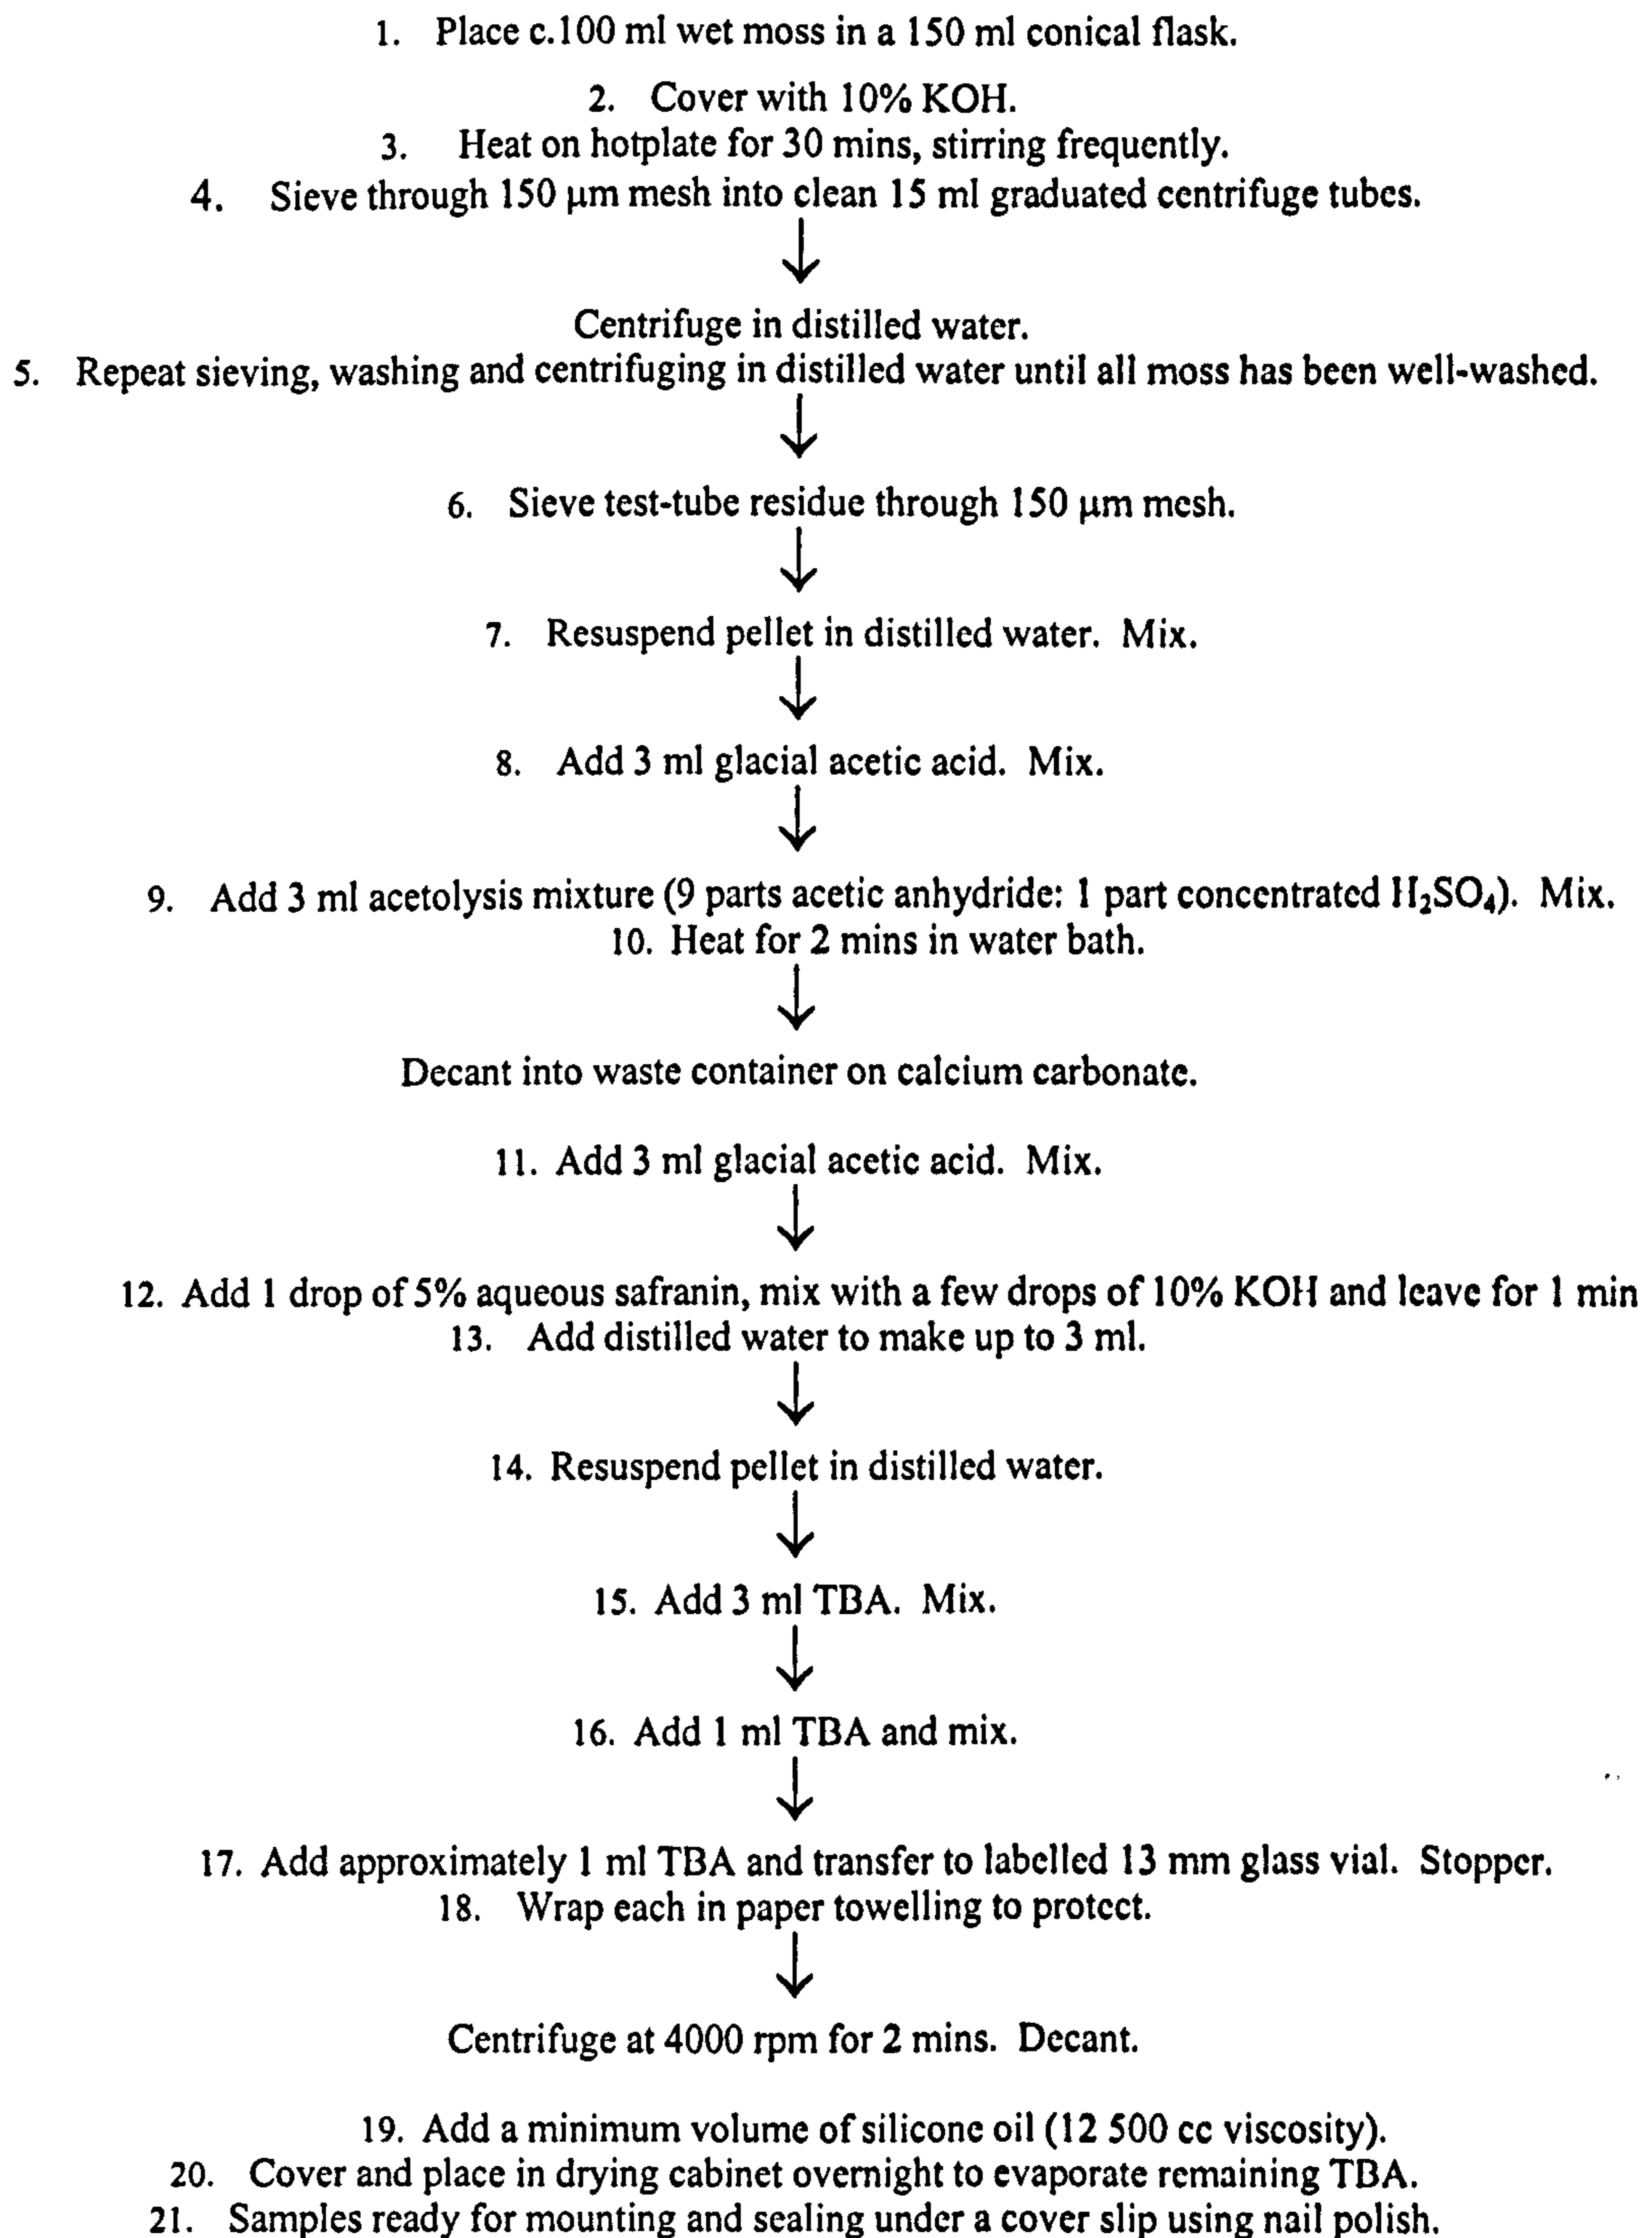 1. Place c.100 ml wet moss in a 150 ml conical flask.
2. Cover with 10% KOH.
3. Heat on hotplate for 30 mins, stirring frequently.
4. Sieve through 150 µm mesh into clean 15 ml graduated centrifuge tubes.
Centrifuge in distilled water.
5. Repeat sieving, washing and centrifuging in distilled water until all moss has been well-washed.
6. Sieve test-tube residue through 150 µm mesh.
7. Resuspend pellet in distilled water. Mix.
8. Add 3 ml glacial acetic acid. Mix.
9. Add 3 ml acetolysis mixture (9 parts acetic anhydride: 1 part concentrated H₂SO₄). Mix.
10. Heat for 2 mins in water bath.
Decant into waste container on calcium carbonate.
11. Add 3 ml glacial acetic acid. Mix.
12. Add 1 drop of 5% aqueous safranin, mix with a few drops of 10% KOH and leave for 1 min
13. Add distilled water to make up to 3 ml.
14. Resuspend pellet in distilled water.
15. Add 3 ml TBA. Mix.
16. Add 1 ml TBA and mix.
17. Add approximately 1 ml TBA and transfer to labelled 13 mm glass vial. Stopper.
18. Wrap each in paper towelling to protect.
Centrifuge at 4000 rpm for 2 mins. Decant.
19. Add a minimum volume of silicone oil (12 500 cc viscosity).
20. Cover and place in drying cabinet overnight to evaporate remaining TBA.
21. Samples ready for mounting and sealing under a cover slip using nail polish.